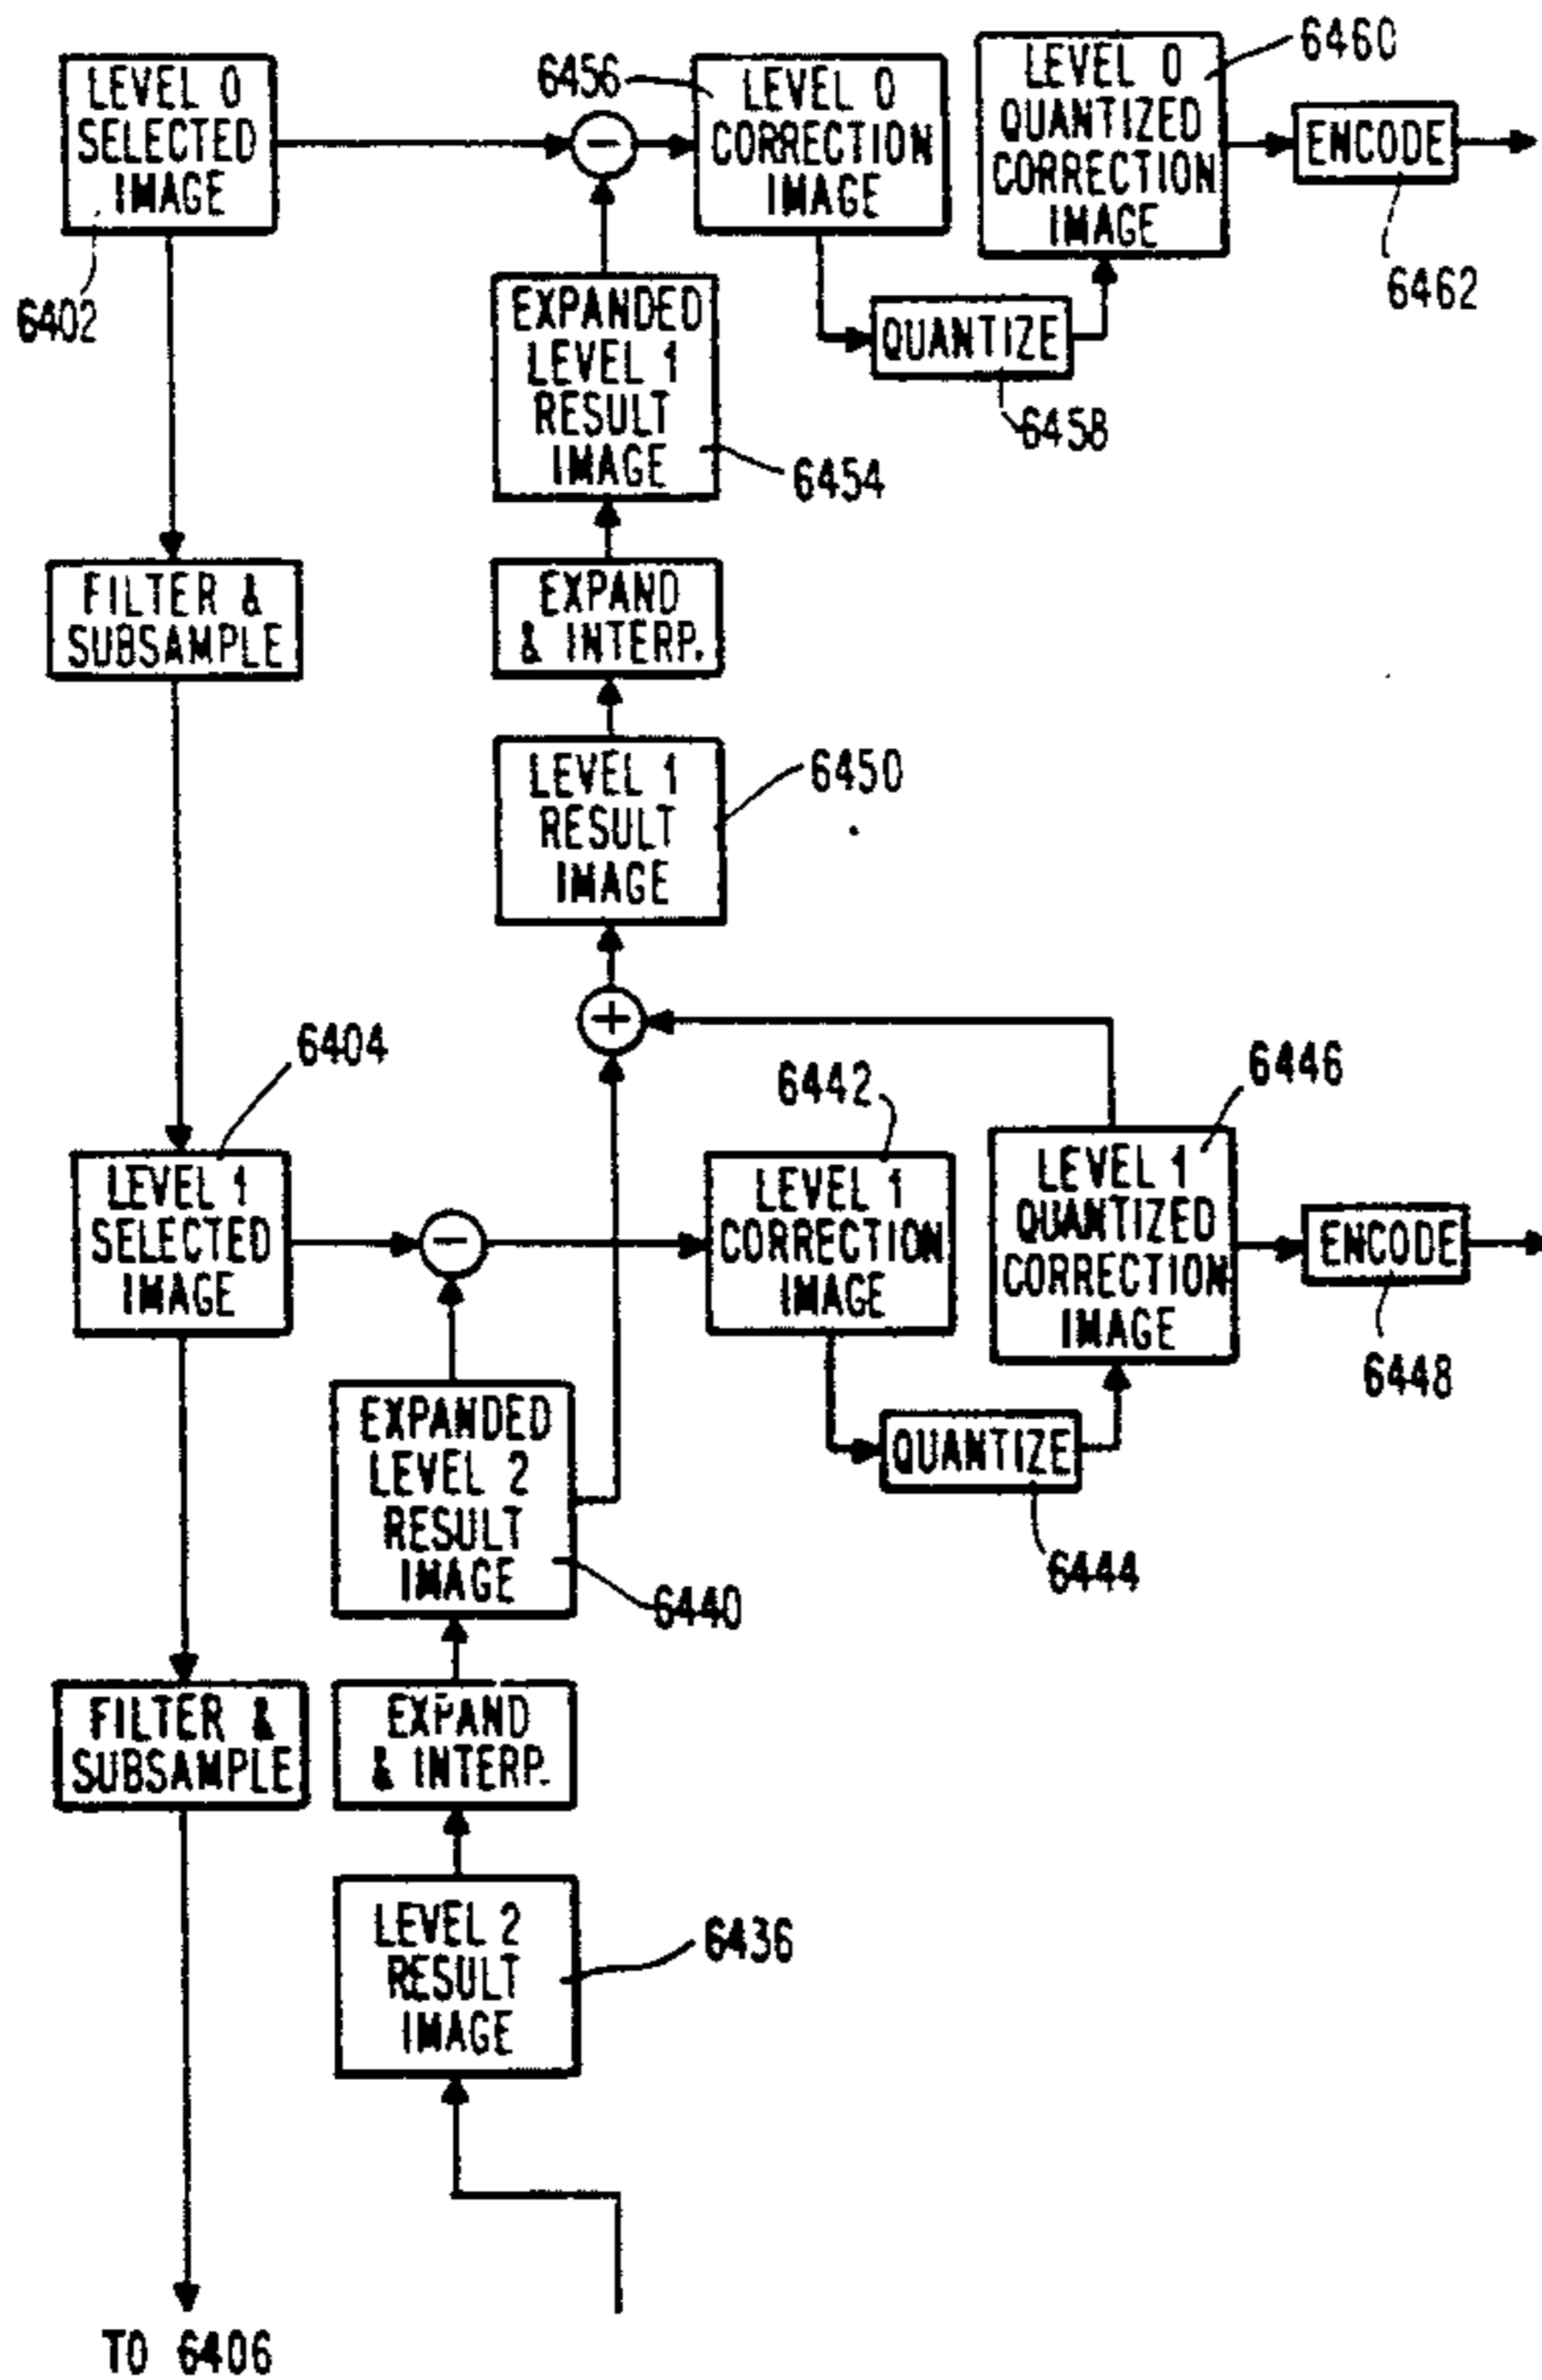 LEVEL 0
SELECTED
IMAGE
6402
6456
LEVEL 0
CORRECTION
IMAGE
LEVEL 0
QUANTIZED
CORRECTION
IMAGE
6460
ENCODE
6462
QUANTIZE
6458
EXPANDED
LEVEL 1
RESULT
IMAGE
6454
FILTER &
SUBSAMPLE
EXPAND
& INTERP.
LEVEL 1
RESULT
IMAGE
6450
+
6404
6442
6446
LEVEL 1
SELECTED
IMAGE
LEVEL 1
CORRECTION
IMAGE
LEVEL 1
QUANTIZED
CORRECTION
IMAGE
ENCODE
6448
EXPANDED
LEVEL 2
RESULT
IMAGE
6440
QUANTIZE
6444
FILTER &
SUBSAMPLE
EXPAND
& INTERP.
LEVEL 2
RESULT
IMAGE
6436
TO 6406